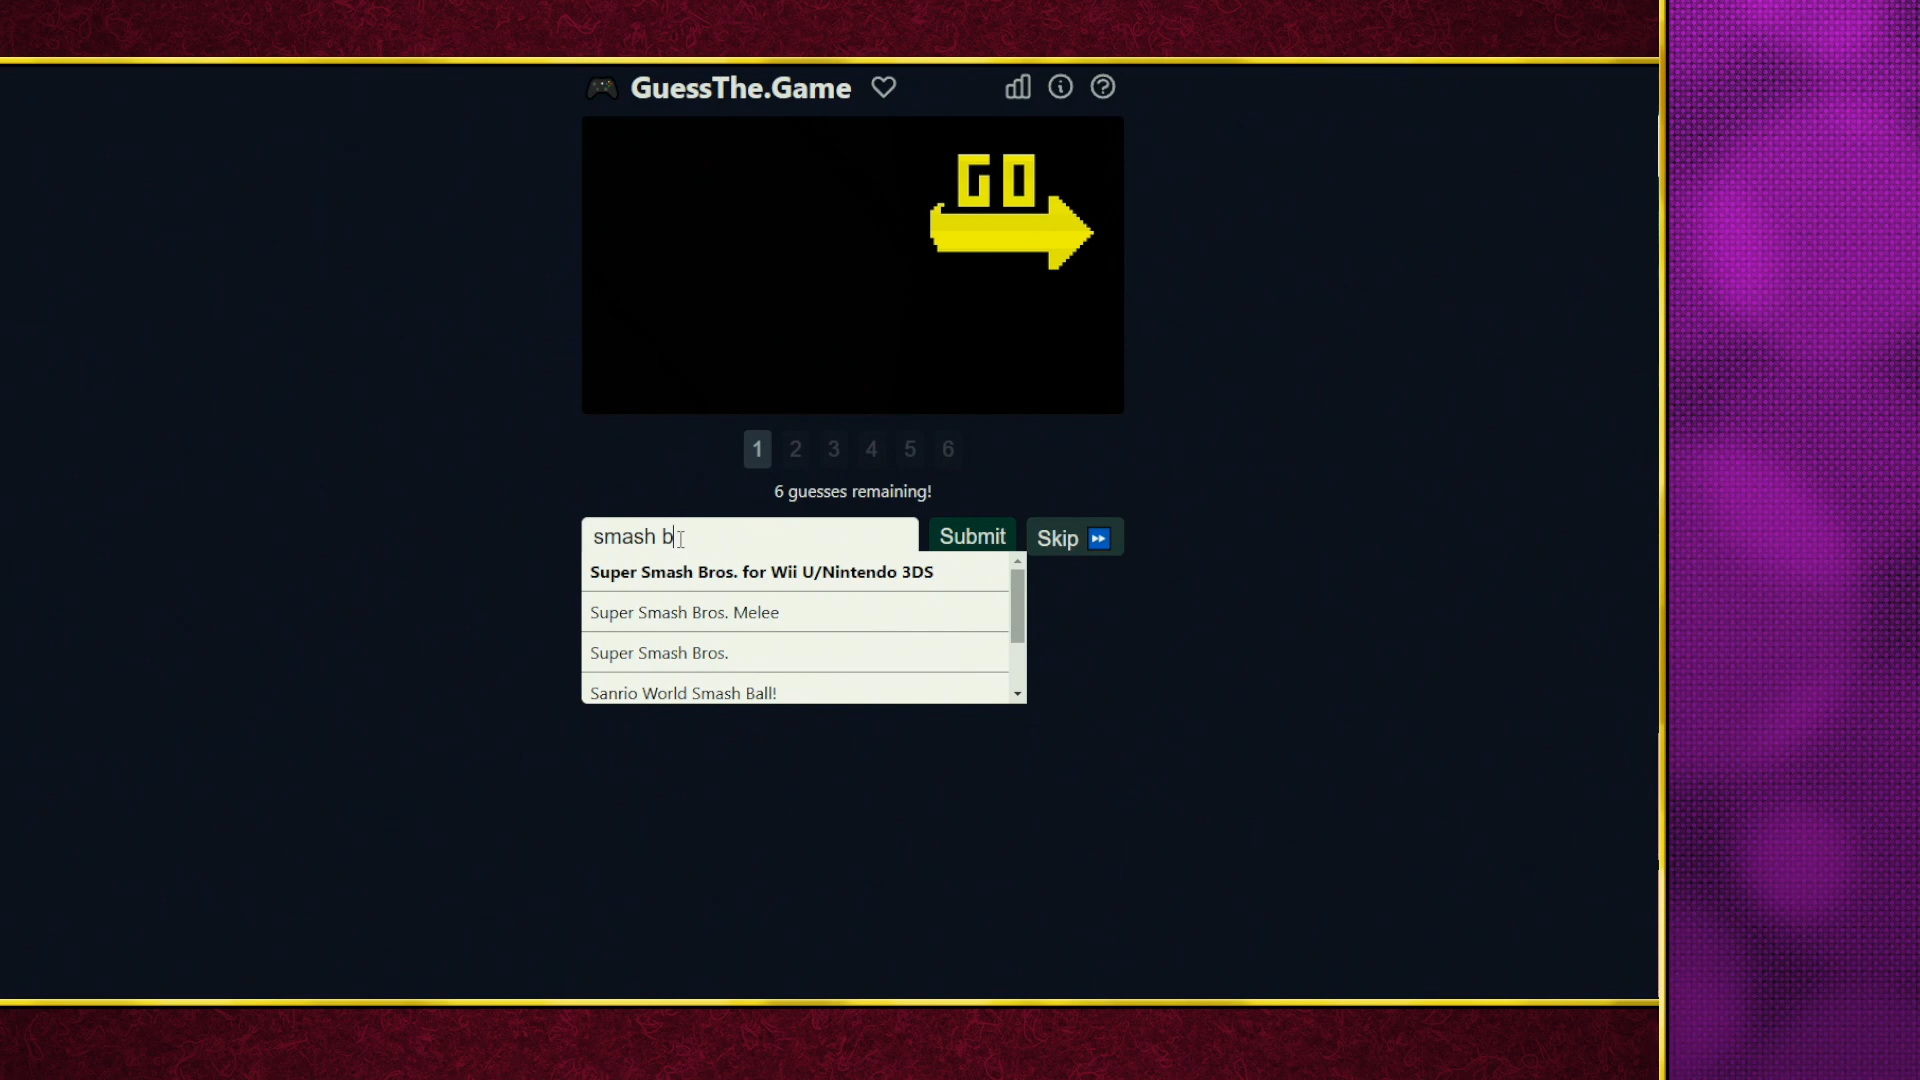 GuessThe.Game
GO
1 2 3 4 5 6
6 guesses remaining!
smash b
Submit
Skip
Super Smash Bros. for Wii U/Nintendo 3DS
Super Smash Bros. Melee
Super Smash Bros.
Sanrio World Smash Ball!